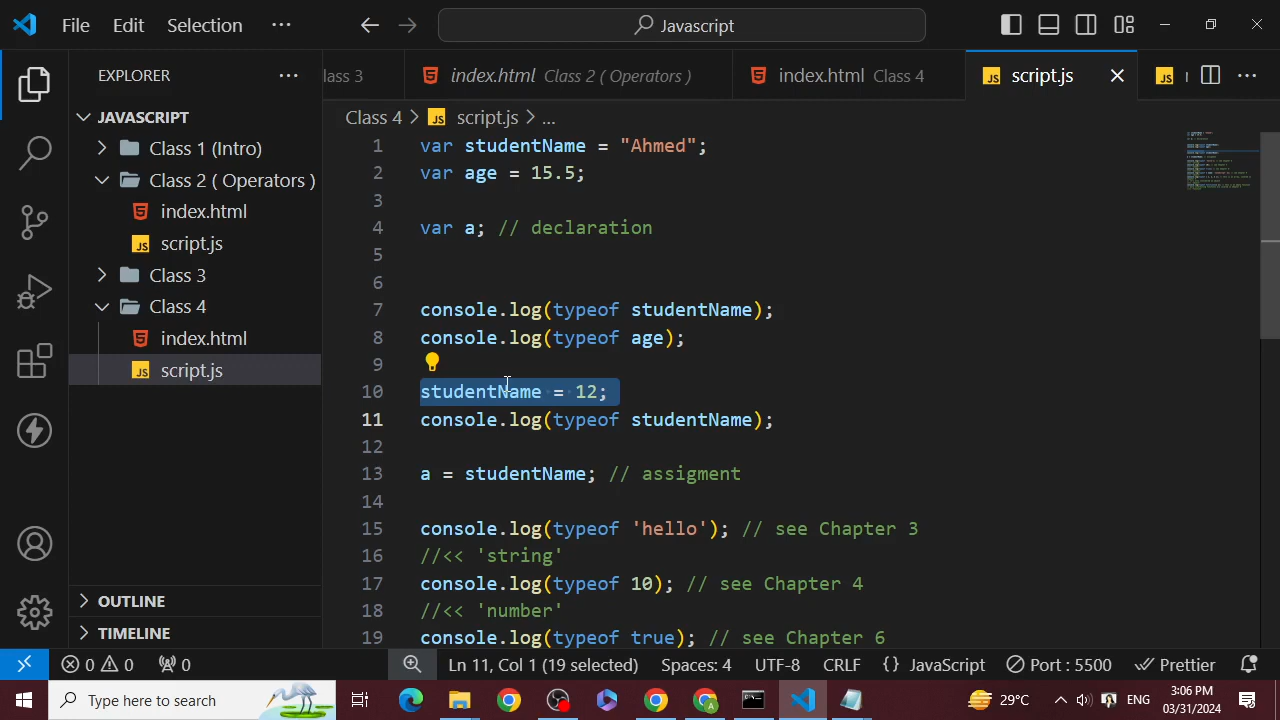 File Edit Selection ··· Javascript
EXPLORER ···
lass 3
index.html Class 2 ( Operators )
index.html Class 4
script.js
JAVASCRIPT
Class 1 (Intro)
Class 2 ( Operators )
index.html
script.js
Class 3
Class 4
index.html
script.js
OUTLINE
TIMELINE
Class 4 > script.js > ...
1 var studentName = "Ahmed";
2 var age = 15.5;
3
4 var a; // declaration
5
6
7 console.log(typeof studentName);
8 console.log(typeof age);
9
10 studentName = 12;
11 console.log(typeof studentName);
12
13 a = studentName; // assigment
14
15 console.log(typeof 'hello'); // see Chapter 3
16 //<< 'string'
17 console.log(typeof 10); // see Chapter 4
18 //<< 'number'
19 console.log(typeof true); // see Chapter 6
0 0 0 Ln 11, Col 1 (19 selected) Spaces: 4 UTF-8 CRLF {} JavaScript Port : 5500 Prettier
Type here to search 29°C ENG 3:06 PM
03/31/2024